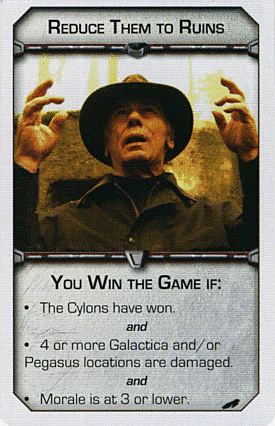 REDUCE THEM TO RUINS
YOU WIN THE GAME IF:
• The Cylons have won.
and
• 4 or more Galactica and/or
Pegasus locations are damaged.
and
• Morale is at 3 or lower.